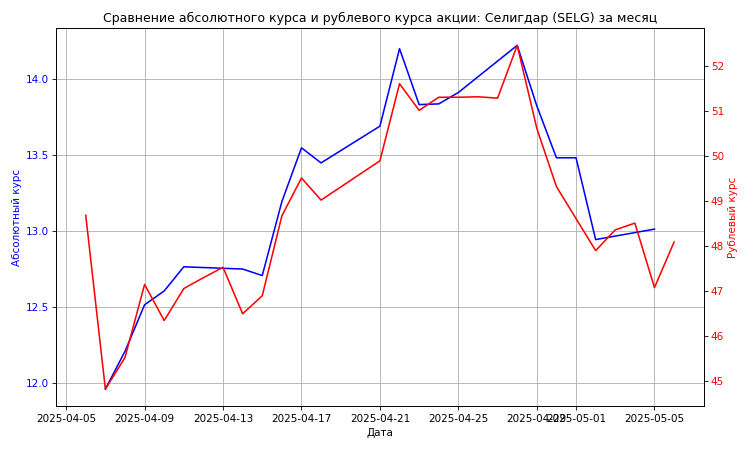 Сравнение абсолютного курса и рублевого курса акции: Селигдар (SELG) за месяц
Абсолютный курс
14.0
13.5
13.0
12.5
12.0
52
51
50
49
48
47
46
45
Рублевый курс
2025-04-05 2025-04-09 2025-04-13 2025-04-17 2025-04-21 2025-04-25 2025-04-29 2025-05-01 2025-05-05
Дата